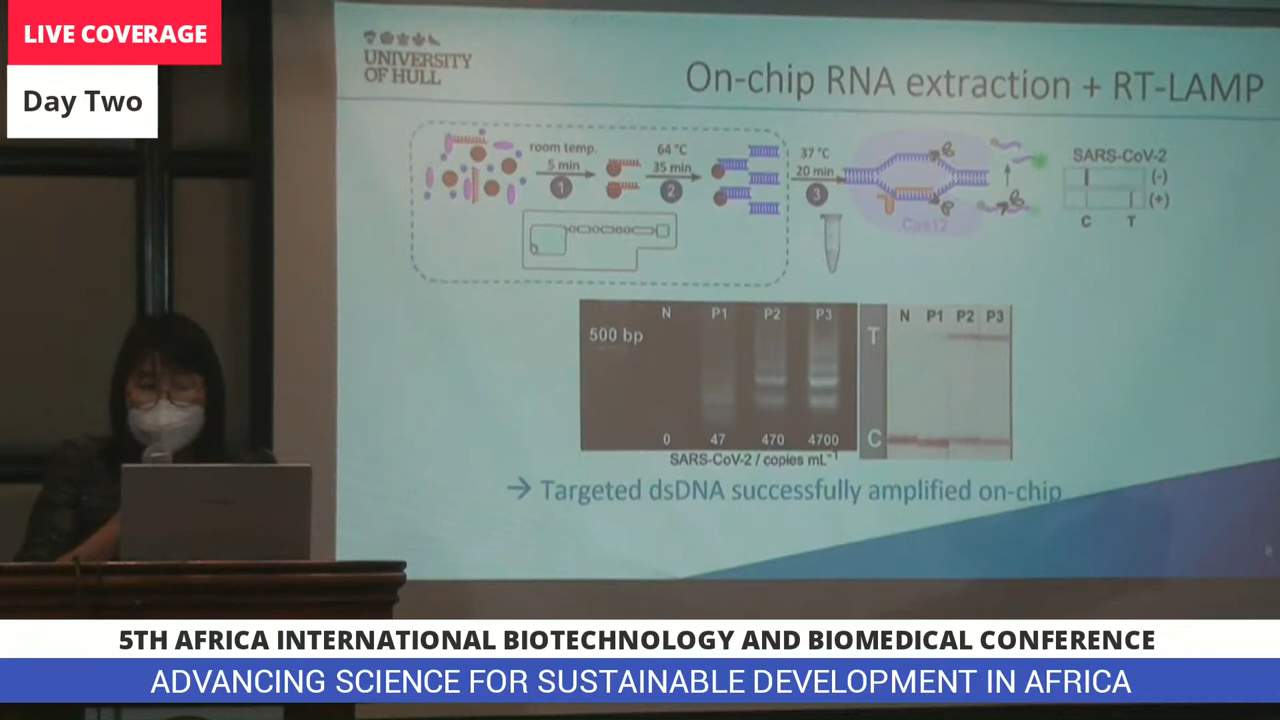 LIVE COVERAGE
Day Two
UNIVERSITY
OF HULL
On-chip RNA extraction + RT-LAMP
room temp.
5 min
1
64 °C
35 min
2
37 °C
20 min
3
Cas12
SARS-CoV-2
(-)
(+)
C T
500 bp
N P1 P2 P3
0 47 470 4700
SARS-CoV-2 / copies mL⁻¹
N P1 P2 P3
T
C
→ Targeted dsDNA successfully amplified on-chip
5TH AFRICA INTERNATIONAL BIOTECHNOLOGY AND BIOMEDICAL CONFERENCE
ADVANCING SCIENCE FOR SUSTAINABLE DEVELOPMENT IN AFRICA